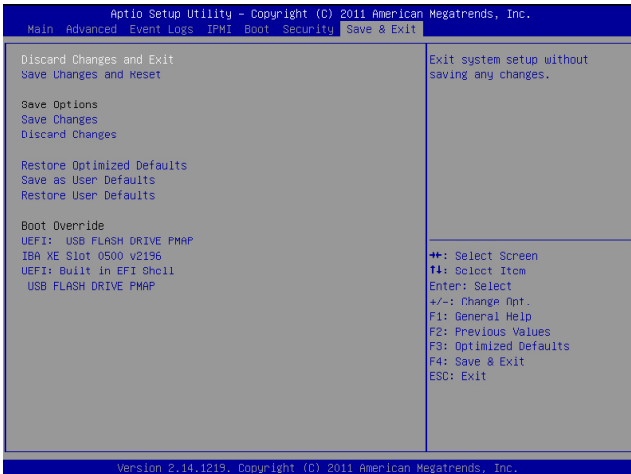 Aptio Setup Utility – Copyright (C) 2011 American Megatrends, Inc.
Main Advanced Event Logs IPMI Boot Security Save & Exit
Discard Changes and Exit
Save Changes and Reset
Save Options
Save Changes
Discard Changes
Restore Optimized Defaults
Save as User Defaults
Restore User Defaults
Boot Override
UEFI: USB FLASH DRIVE PMAP
IBA XE Slot 0500 v2196
UEFI: Built in EFI Shell
USB FLASH DRIVE PMAP
Exit system setup without
saving any changes.
→←: Select Screen
↑↓: Select Item
Enter: Select
+/-: Change Opt.
F1: General Help
F2: Previous Values
F3: Optimized Defaults
F4: Save & Exit
ESC: Exit
Version 2.14.1219. Copyright (C) 2011 American Megatrends, Inc.